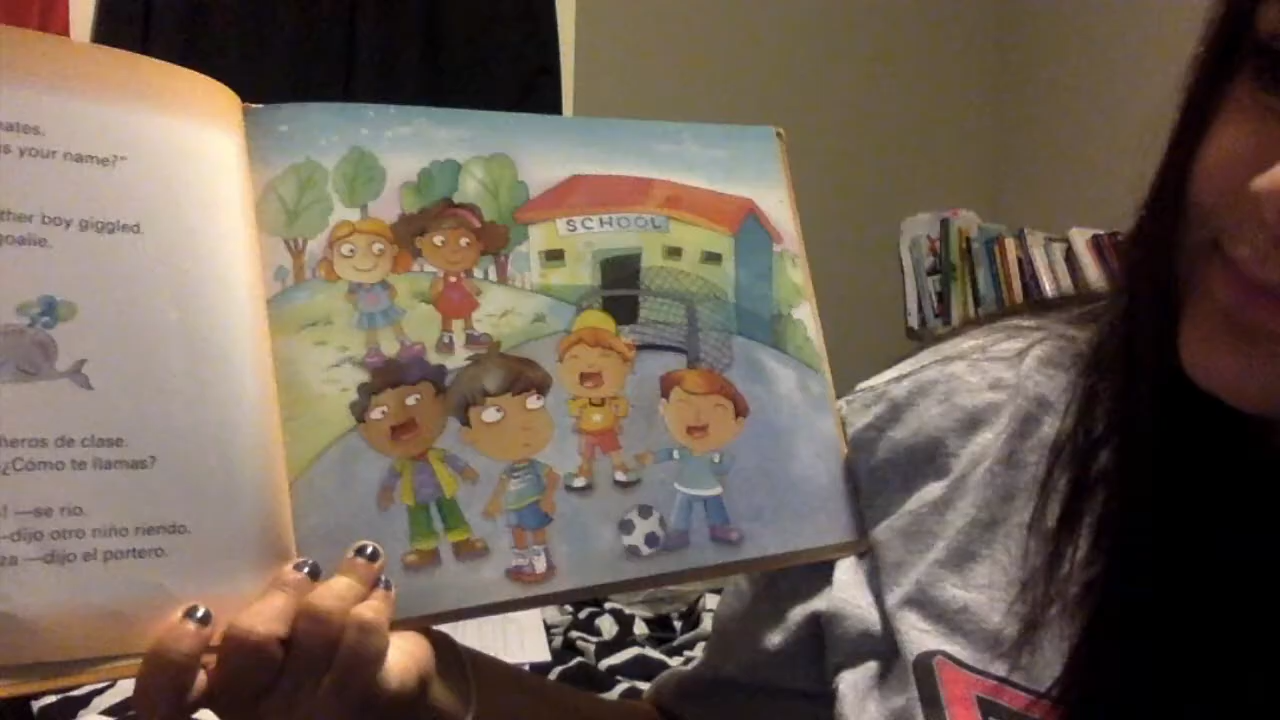 nates.
s your name?"
ther boy giggled.
goalie.
ñeros de clase.
¿Cómo te llamas?
! —se rio.
—dijo otro niño riendo.
za —dijo el portero.
SCHOOL